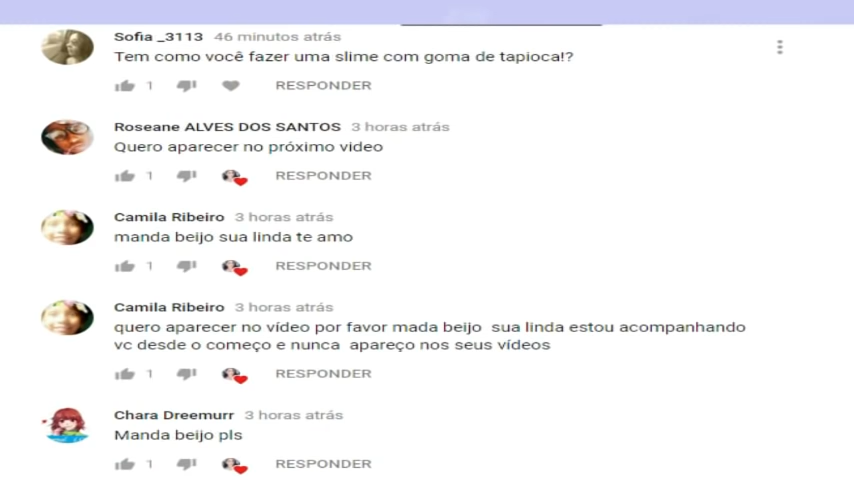 Sofia _3113 46 minutos atrás
Tem como você fazer uma slime com goma de tapioca!?
1 RESPONDER
Roseane ALVES DOS SANTOS 3 horas atrás
Quero aparecer no próximo video
1 RESPONDER
Camila Ribeiro 3 horas atrás
manda beijo sua linda te amo
1 RESPONDER
Camila Ribeiro 3 horas atrás
quero aparecer no vídeo por favor mada beijo sua linda estou acompanhando
vc desde o começo e nunca apareço nos seus vídeos
1 RESPONDER
Chara Dreemurr 3 horas atrás
Manda beijo pls
1 RESPONDER